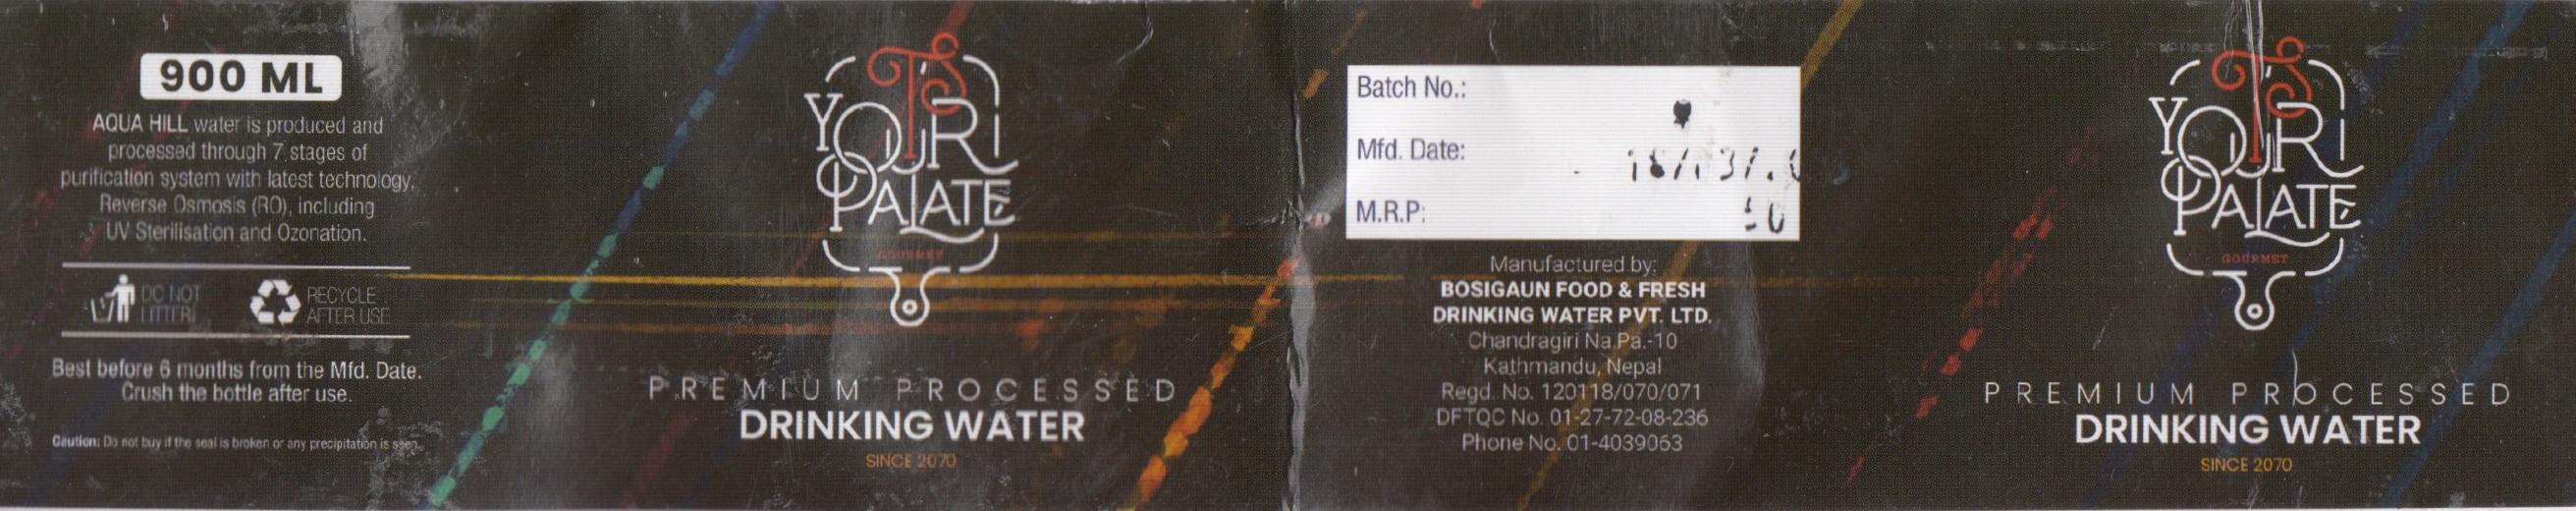 900 ML
AQUA HILL water is produced and
processed through 7 stages of
purification system with latest technology,
Reverse Osmosis (RO), including
UV Sterilisation and Ozonation.
DO NOT
LITTER
RECYCLE
AFTER USE
Best before 6 months from the Mfd. Date.
Crush the bottle after use.
Caution: Do not buy if the seal is broken or any precipitation is seen.
TS
YOUR
PALATE
GOURMET
PREMIUM PROCESSED
DRINKING WATER
SINCE 2070
Batch No.:
Mfd. Date:
M.R.P:
Manufactured by:
BOSIGAUN FOOD & FRESH
DRINKING WATER PVT. LTD.
Chandragiri Na.Pa.-10
Kathmandu, Nepal
Regd. No. 120118/070/071
DFTQC No. 01-27-72-08-236
Phone No. 01-4039063
TS
YOUR
PALATE
GOURMET
PREMIUM PROCESSED
DRINKING WATER
SINCE 2070